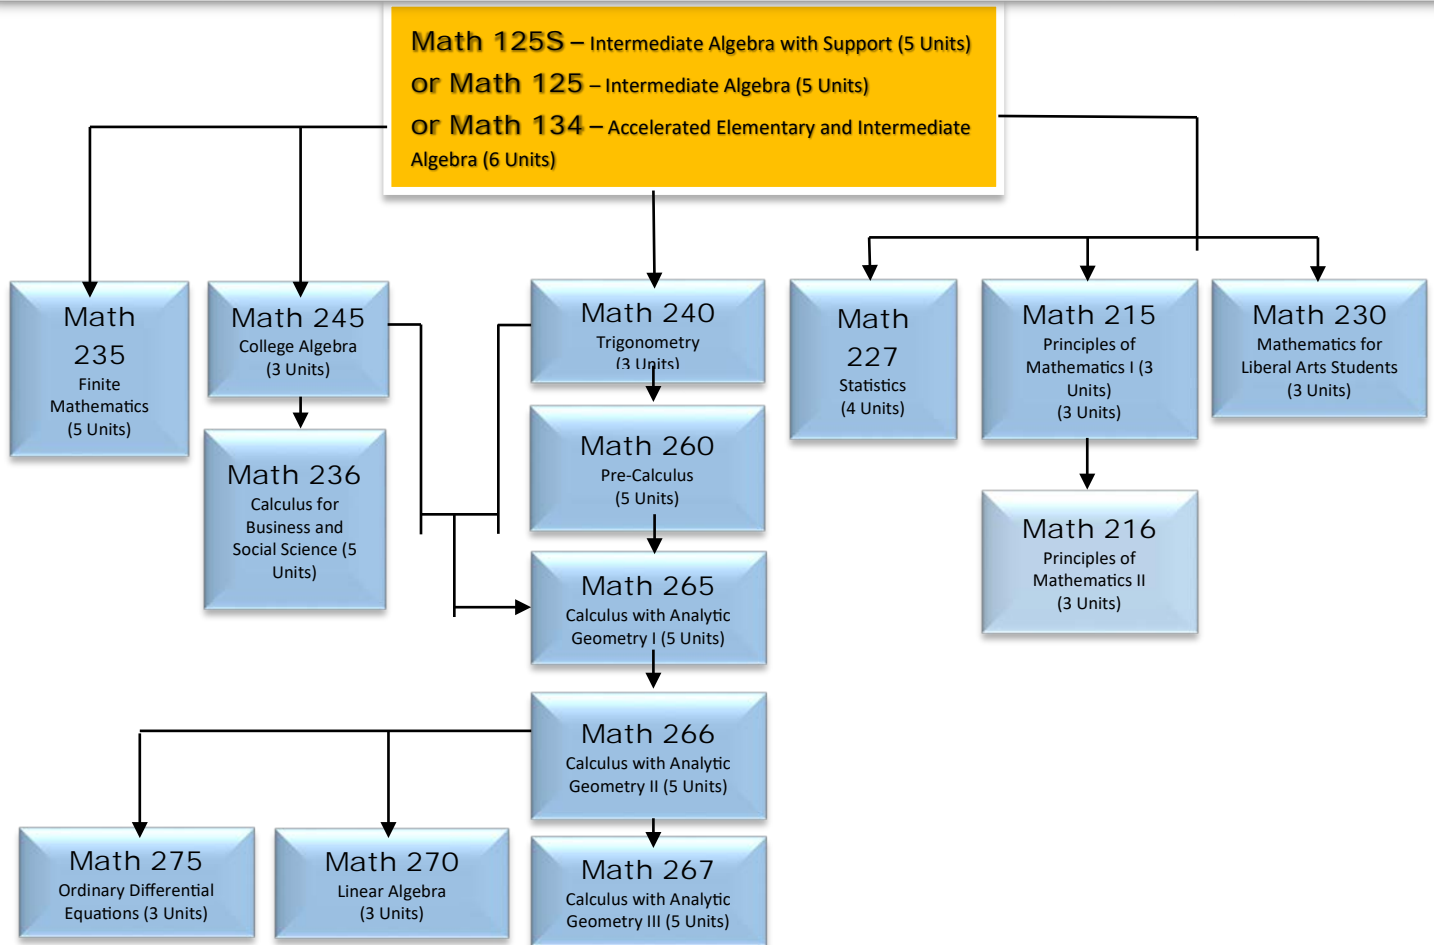 Math 125S – Intermediate Algebra with Support (5 Units)
or Math 125 – Intermediate Algebra (5 Units)
or Math 134 – Accelerated Elementary and Intermediate
Algebra (6 Units)
Math
235
Finite
Mathematics
(5 Units)
Math 245
College Algebra
(3 Units)
Math 236
Calculus for
Business and
Social Science (5
Units)
Math 240
Trigonometry
(3 Units)
Math 260
Pre-Calculus
(5 Units)
Math 265
Calculus with Analytic
Geometry I (5 Units)
Math 266
Calculus with Analytic
Geometry II (5 Units)
Math 275
Ordinary Differential
Equations (3 Units)
Math 270
Linear Algebra
(3 Units)
Math 267
Calculus with Analytic
Geometry III (5 Units)
Math
227
Statistics
(4 Units)
Math 215
Principles of
Mathematics I (3
Units)
(3 Units)
Math 216
Principles of
Mathematics II
(3 Units)
Math 230
Mathematics for
Liberal Arts Students
(3 Units)